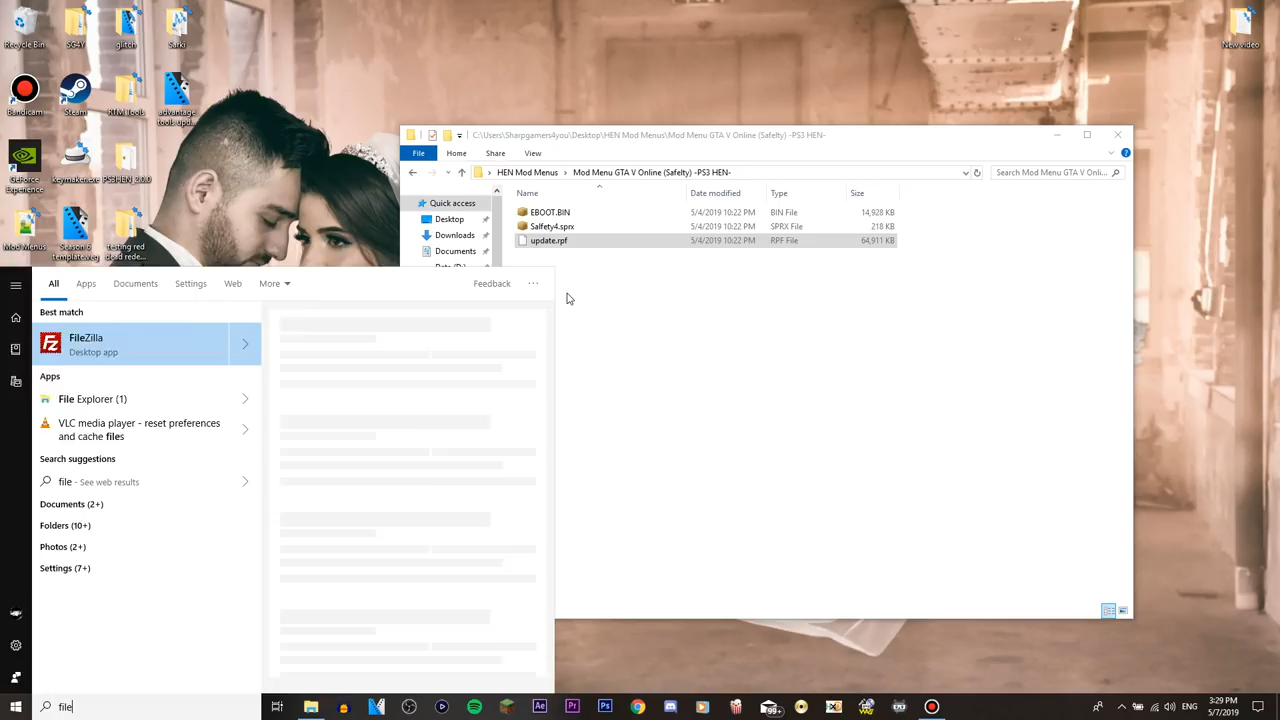 Recycle Bin
SG4Y
glitch
Sarki
New video
Bandicam
Steam
RTM Tools
advantage
tools upd...
GeForce
Experience
keymaker.exe
PS3HEN_2.0.0
Mod Menus
Season 6
template.veg
testing red
dead rede...
C:\Users\Sharpgamers4you\Desktop\HEN Mod Menus\Mod Menu GTA V Online (Safelty) -PS3 HEN-
File
Home
Share
View
HEN Mod Menus
Mod Menu GTA V Online (Safelty) -PS3 HEN-
Search Mod Menu GTA V Onli...
Name
Date modified
Type
Size
Quick access
Desktop
Downloads
Documents
EBOOT.BIN
5/4/2019 10:22 PM
BIN File
14,928 KB
Salfety4.sprx
5/4/2019 10:22 PM
SPRX File
218 KB
update.rpf
5/4/2019 10:22 PM
RPF File
64,911 KB
All
Apps
Documents
Settings
Web
More
Feedback
Best match
FileZilla
Desktop app
Apps
File Explorer (1)
VLC media player - reset preferences
and cache files
Search suggestions
file - See web results
Documents (2+)
Folders (10+)
Photos (2+)
Settings (7+)
file
99+
3:29 PM
5/7/2019